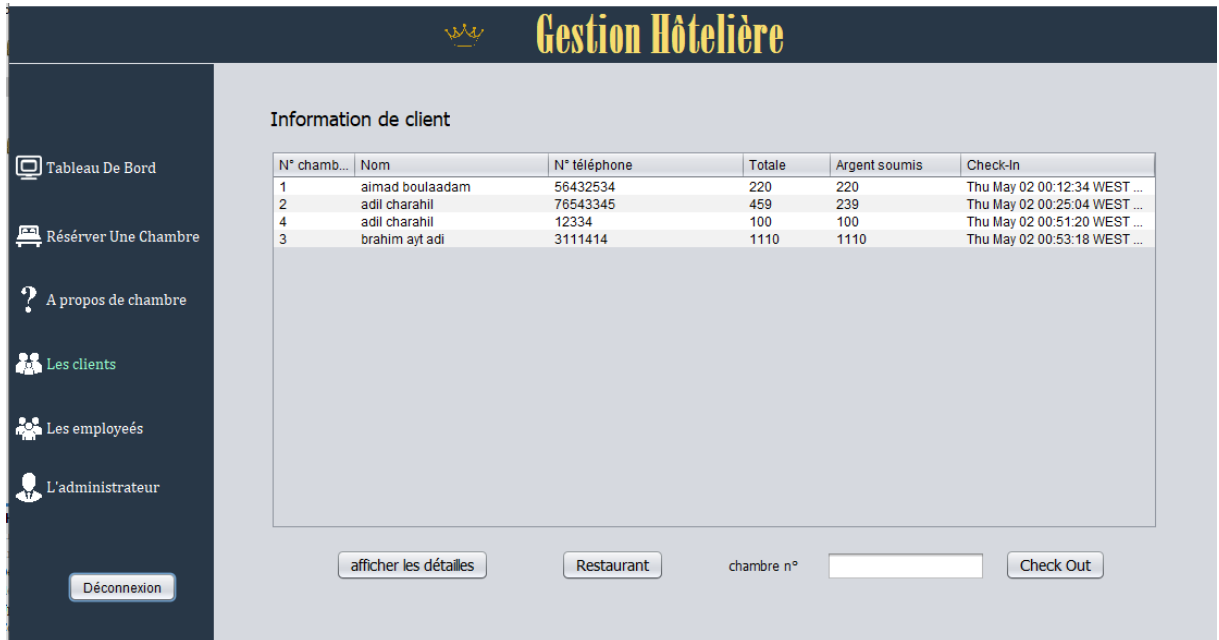 Gestion Hôtelière
Tableau De Bord
Résérver Une Chambre
A propos de chambre
Les clients
Les employeés
L'administrateur
Déconnexion
Information de client
N° chamb... Nom N° téléphone Totale Argent soumis Check-In
1 aimad boulaadam 56432534 220 220 Thu May 02 00:12:34 WEST ...
2 adil charahil 76543345 459 239 Thu May 02 00:25:04 WEST ...
4 adil charahil 12334 100 100 Thu May 02 00:51:20 WEST ...
3 brahim ayt adi 3111414 1110 1110 Thu May 02 00:53:18 WEST ...
afficher les détailles Restaurant chambre n° Check Out